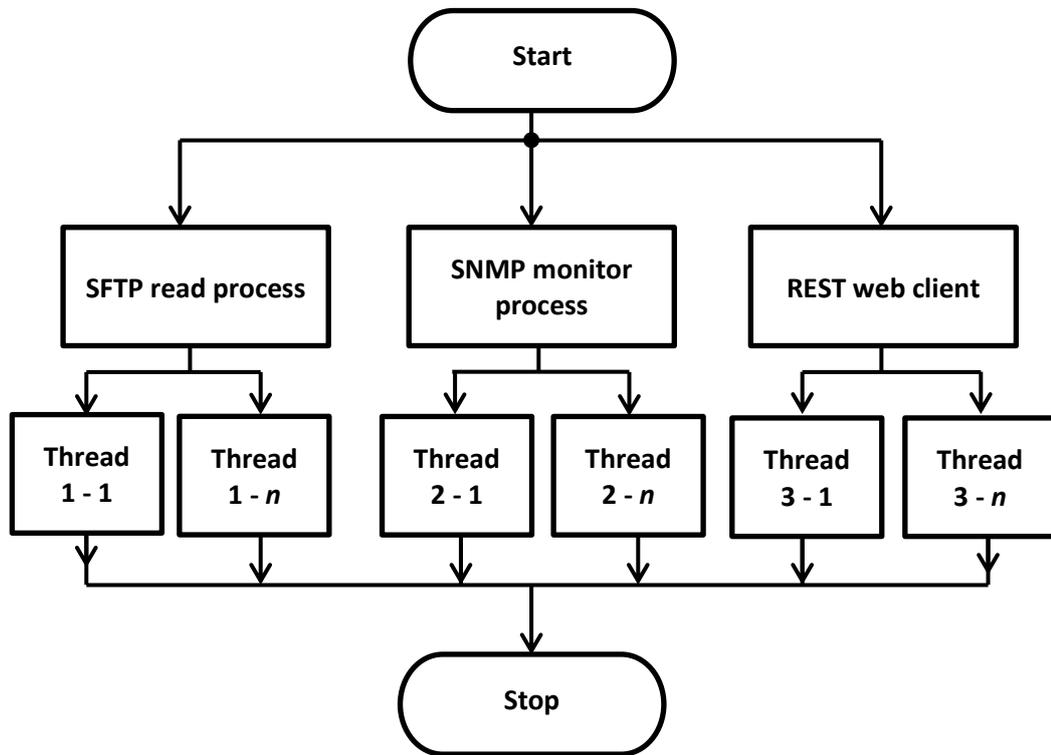 Start
SFTP read process
SNMP monitor
process
REST web client
Thread
1 - 1
Thread
1 - n
Thread
2 - 1
Thread
2 - n
Thread
3 - 1
Thread
3 - n
Stop